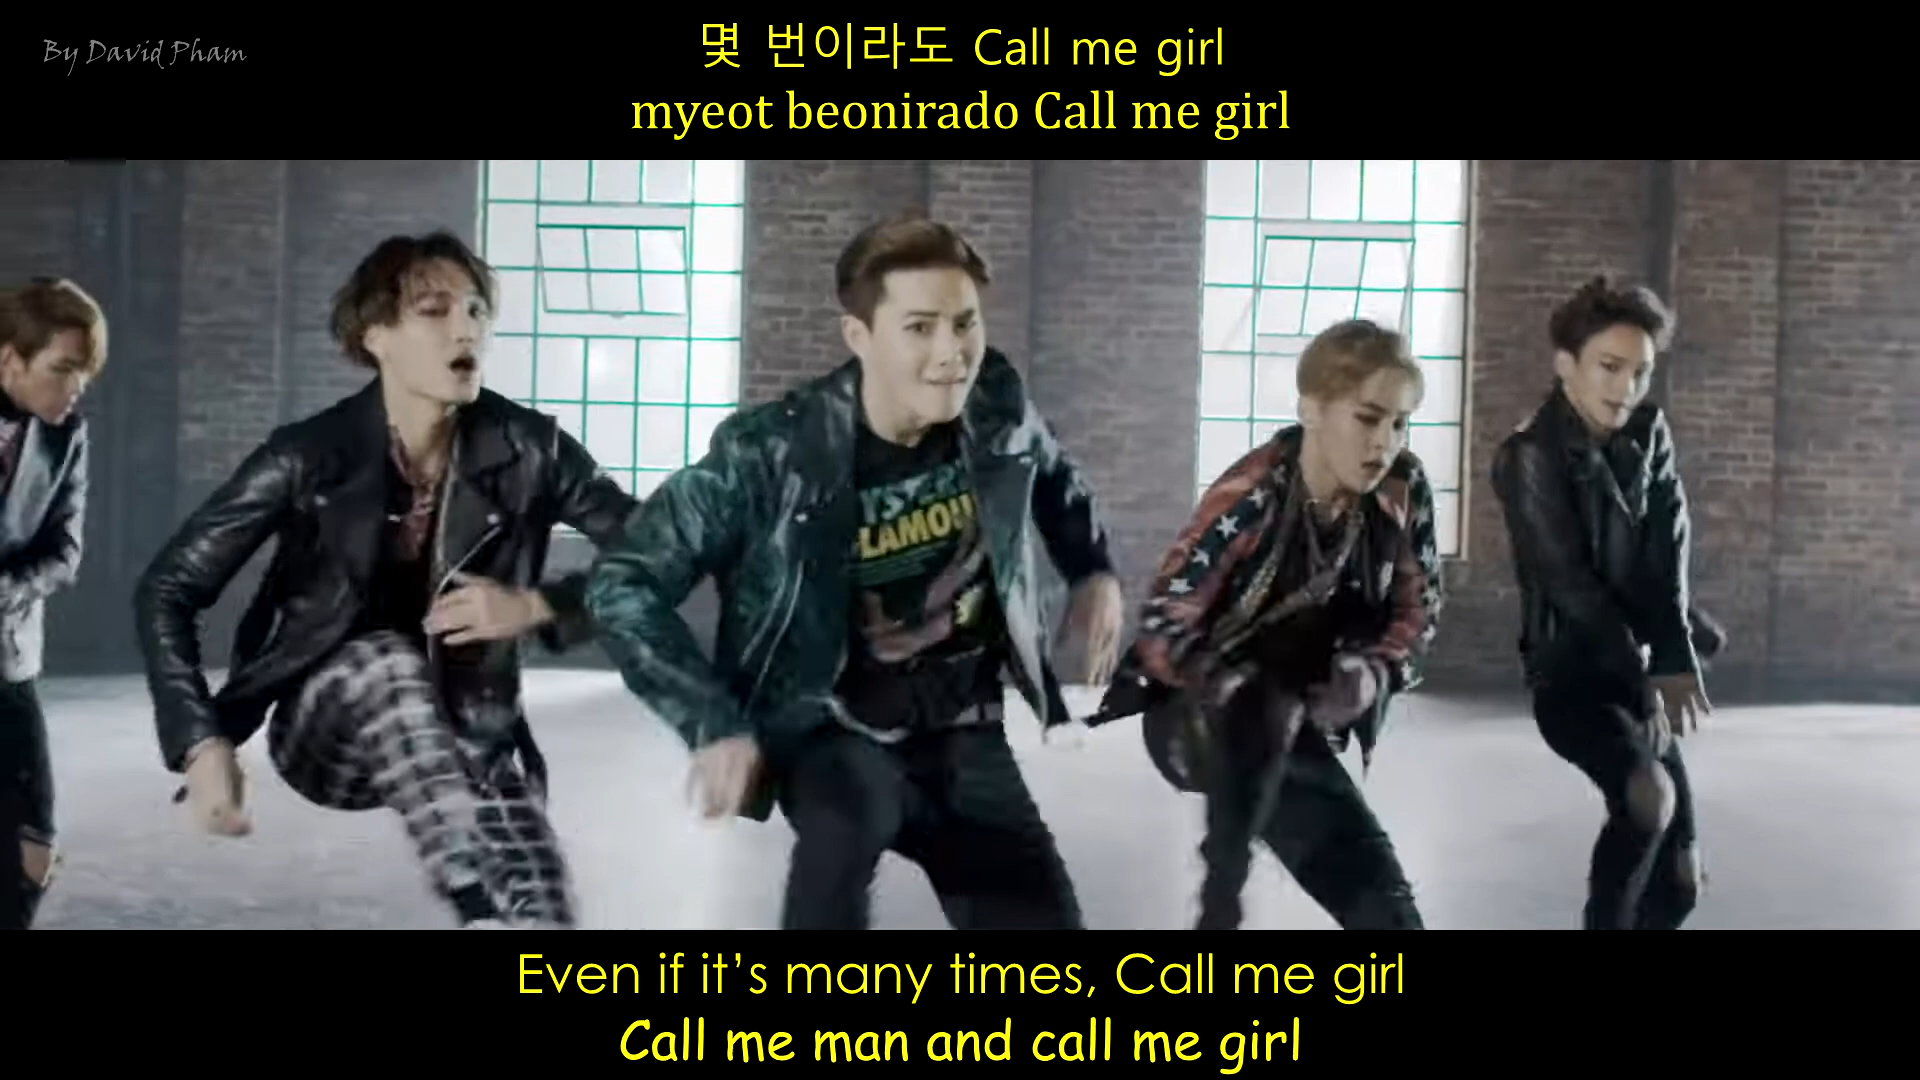 By David Pham
몇 번이라도 Call me girl
myeot beonirado Call me girl
LAMOU
Even if it's many times, Call me girl
Call me man and call me girl